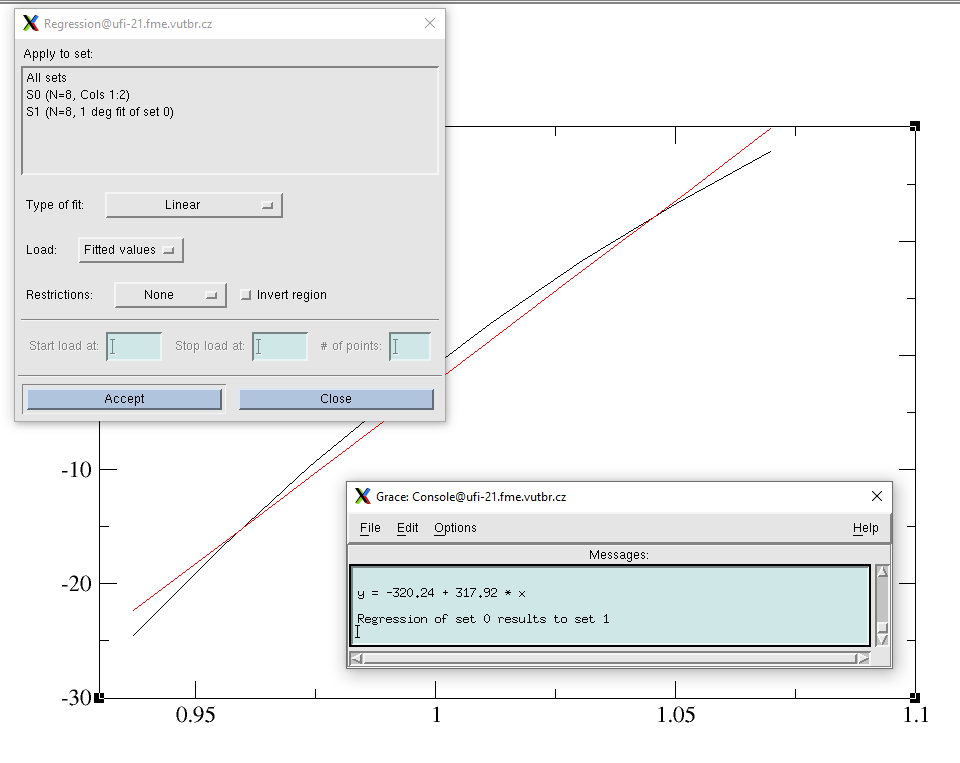 Regression@ufi-21.fme.vutbr.cz
Apply to set:
All sets
S0 (N=8, Cols 1:2)
S1 (N=8, 1 deg fit of set 0)
Type of fit: Linear
Load: Fitted values
Restrictions: None Invert region
Start load at: Stop load at: # of points:
Accept Close
-10
-20
-30
0.95 1 1.05 1.1
Grace: Console@ufi-21.fme.vutbr.cz
File Edit Options Help
Messages:
y = -320.24 + 317.92 * x
Regression of set 0 results to set 1